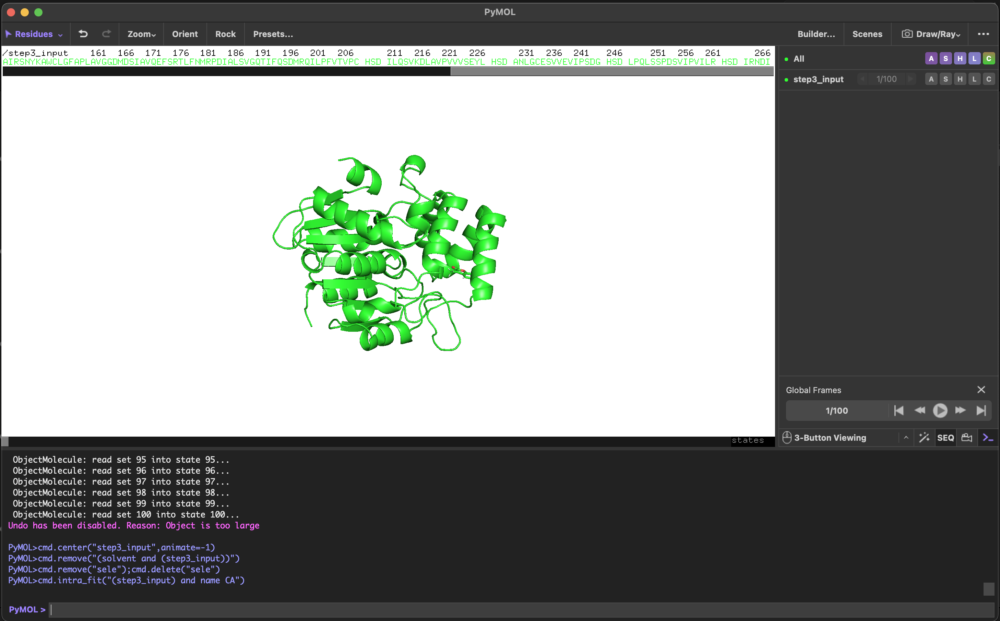 PyMOL
Residues Zoom Orient Rock Presets... Builder... Scenes Draw/Ray
/step3_input 161 166 171 176 181 186 191 196 201 206 211 216 221 226 231 236 241 246 251 256 261 266
AIRSNYKAWCLGFAPLAVGGDMDSIAVQEFSRTLFNMRPDIALSVGQTIFQSDMRQILPFVTVPC HSD ILQSVKDLAVPVVVSEYL HSD ANLGCESVVEVIPSDG HSD LPQLSSPDSVIPVILR HSD IRNDI
All A S H L C
step3_input 1/100 A S H L C
Global Frames
1/100
3-Button Viewing SEQ
states
ObjectMolecule: read set 95 into state 95...
ObjectMolecule: read set 96 into state 96...
ObjectMolecule: read set 97 into state 97...
ObjectMolecule: read set 98 into state 98...
ObjectMolecule: read set 99 into state 99...
ObjectMolecule: read set 100 into state 100...
Undo has been disabled. Reason: Object is too large
PyMOL>cmd.center("step3_input",animate=-1)
PyMOL>cmd.remove("(solvent and (step3_input))")
PyMOL>cmd.remove("sele");cmd.delete("sele")
PyMOL>cmd.intra_fit("(step3_input) and name CA")
PyMOL >